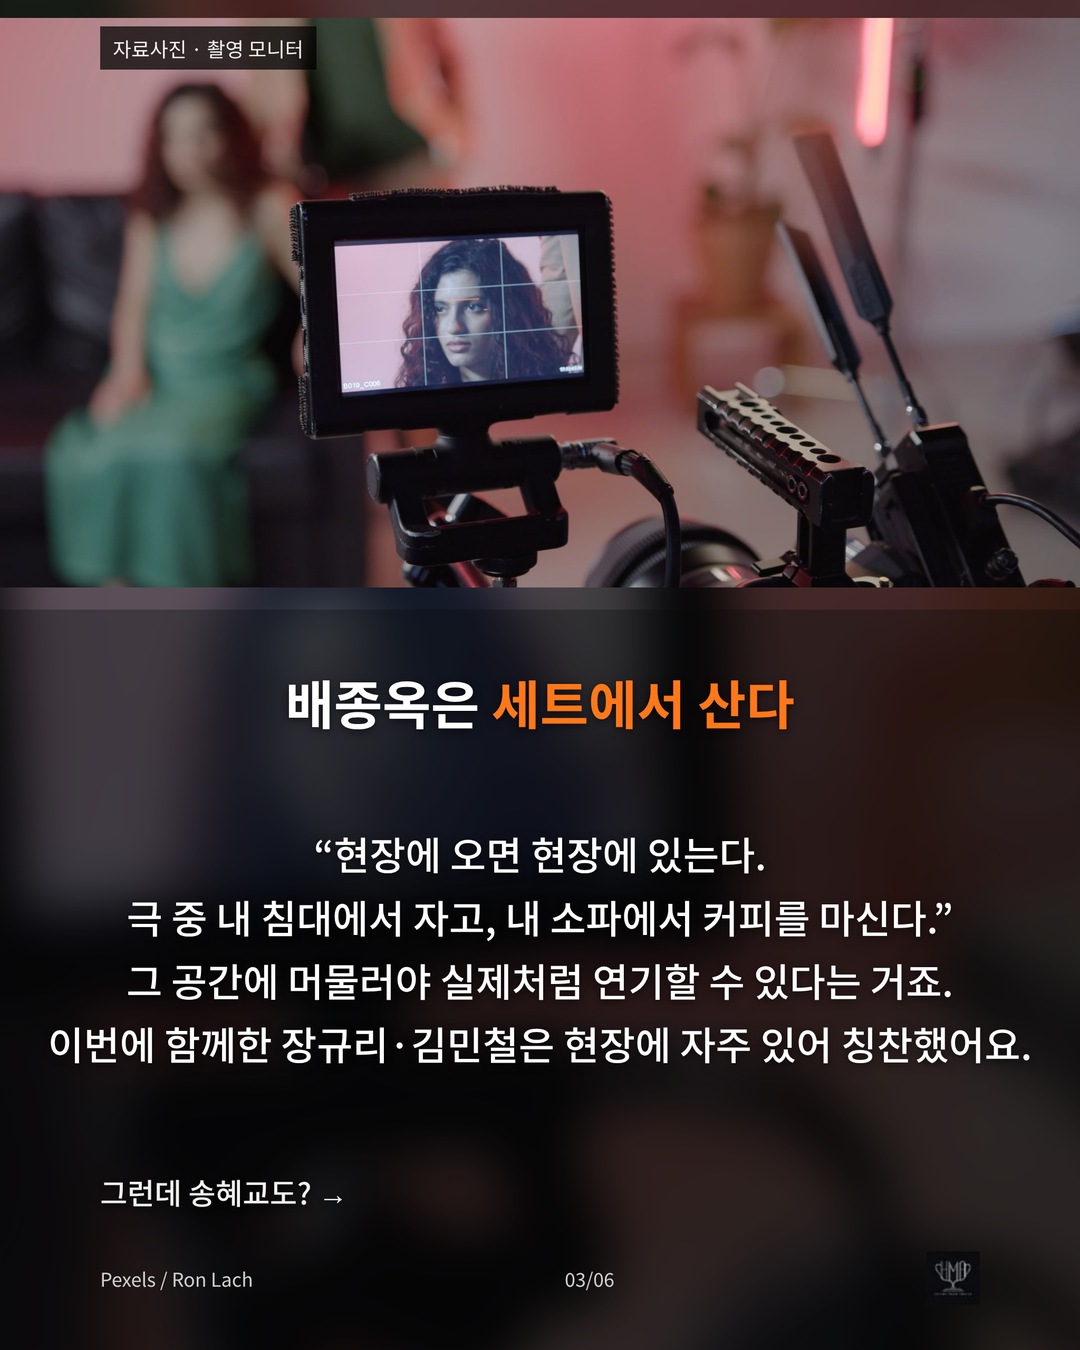 자료사진 · 촬영 모니터
B019_C006
배종옥은 세트에서 산다
“현장에 오면 현장에 있는다.
극 중 내 침대에서 자고, 내 소파에서 커피를 마신다.”
그 공간에 머물러야 실제처럼 연기할 수 있다는 거죠.
이번에 함께한 장규리·김민철은 현장에 자주 있어 칭찬했어요.
그런데 송혜교도? →
Pexels / Ron Lach
03/06